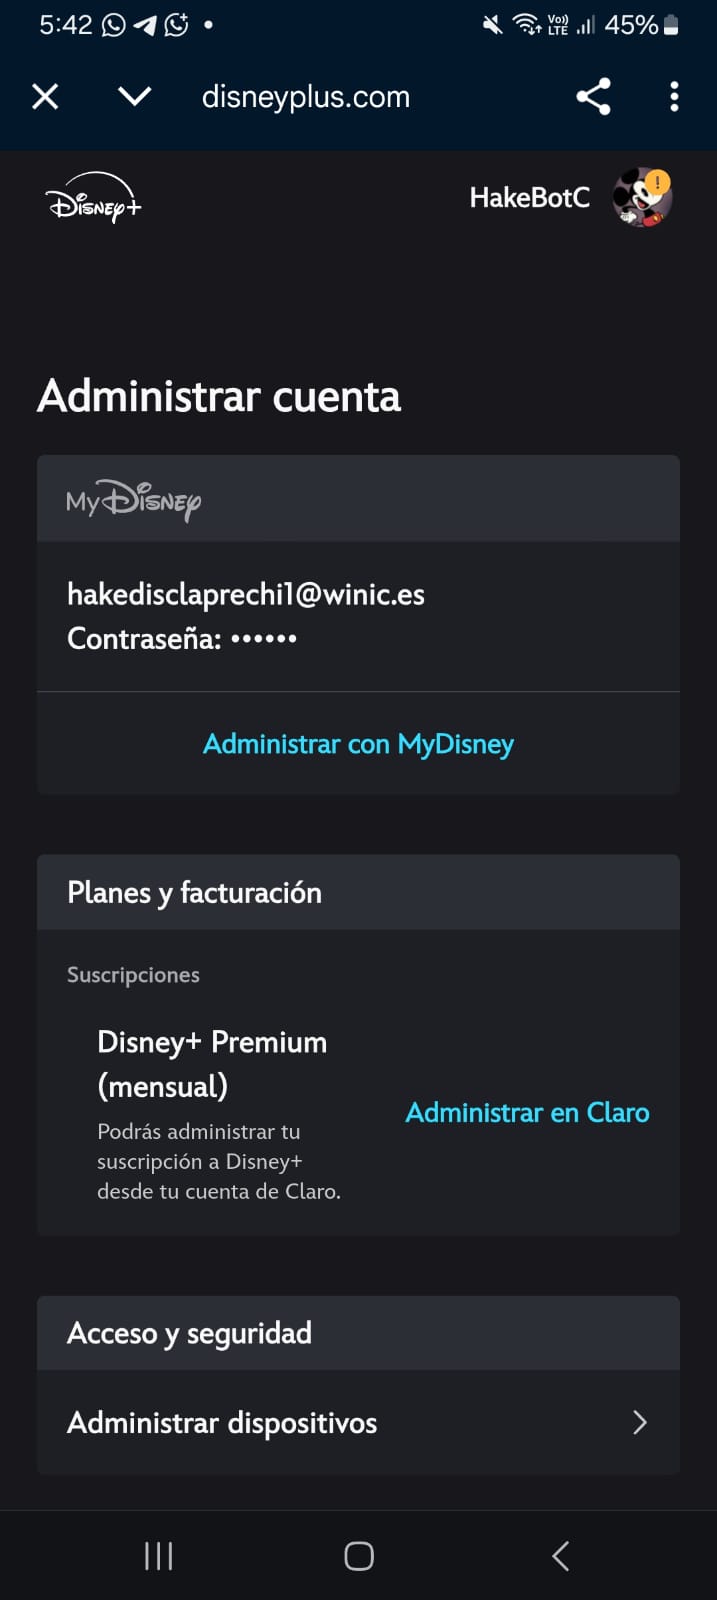 5:42
Vo))
LTE
45%
disneyplus.com
Disney+
HakeBotC
!
Administrar cuenta
MyDisney
hakedisclaprechi1@winic.es
Contraseña: ••••••
Administrar con MyDisney
Planes y facturación
Suscripciones
Disney+ Premium
(mensual)
Administrar en Claro
Podrás administrar tu
suscripción a Disney+
desde tu cuenta de Claro.
Acceso y seguridad
Administrar dispositivos